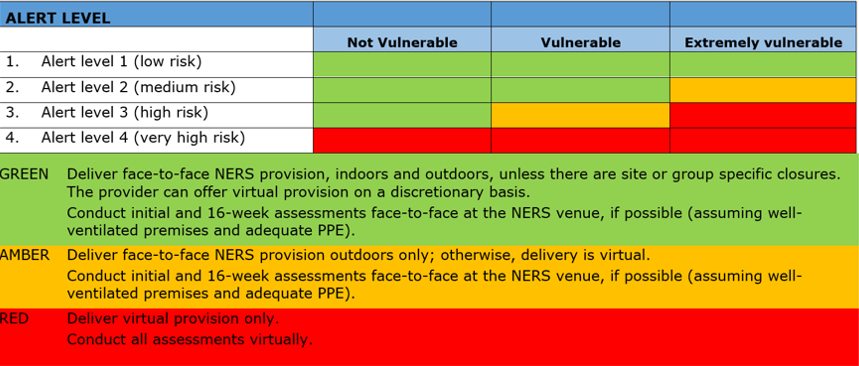 ALERT LEVEL
Not Vulnerable Vulnerable Extremely vulnerable
1. Alert level 1 (low risk)
2. Alert level 2 (medium risk)
3. Alert level 3 (high risk)
4. Alert level 4 (very high risk)
GREEN Deliver face-to-face NERS provision, indoors and outdoors, unless there are site or group specific closures.
The provider can offer virtual provision on a discretionary basis.
Conduct initial and 16-week assessments face-to-face at the NERS venue, if possible (assuming well-
ventilated premises and adequate PPE).
AMBER Deliver face-to-face NERS provision outdoors only; otherwise, delivery is virtual.
Conduct initial and 16-week assessments face-to-face at the NERS venue, if possible (assuming well-
ventilated premises and adequate PPE).
RED Deliver virtual provision only.
Conduct all assessments virtually.